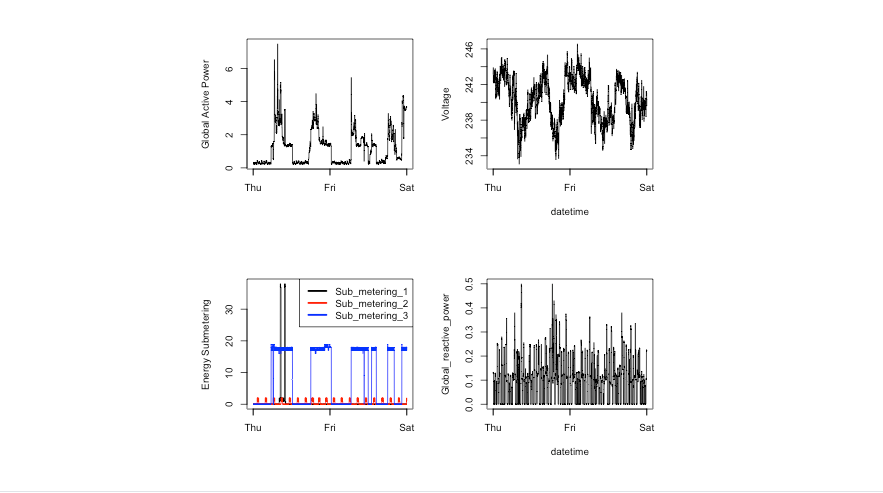 Global Active Power
6
4
2
0
Thu Fri Sat
Voltage
246
242
238
234
Thu Fri Sat
datetime
Energy Submetering
30
20
10
0
Sub_metering_1
Sub_metering_2
Sub_metering_3
Thu Fri Sat
Global_reactive_power
0.5
0.4
0.3
0.2
0.1
0.0
Thu Fri Sat
datetime